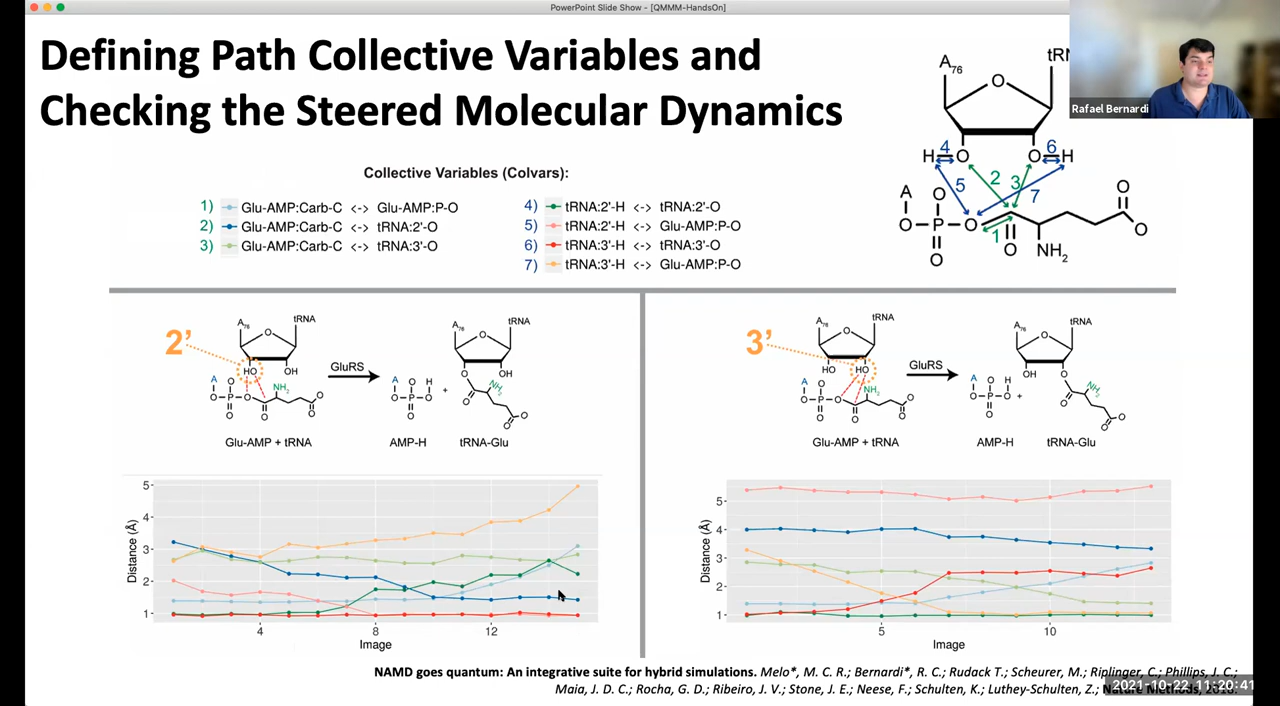 PowerPoint Slide Show - [QMMM-HandsOn]
Defining Path Collective Variables and
Checking the Steered Molecular Dynamics
Rafael Bernardi
Collective Variables (Colvars):
1) Glu-AMP:Carb-C <-> Glu-AMP:P-O
2) Glu-AMP:Carb-C <-> tRNA:2'-O
3) Glu-AMP:Carb-C <-> tRNA:3'-O
4) tRNA:2'-H <-> tRNA:2'-O
5) tRNA:2'-H <-> Glu-AMP:P-O
6) tRNA:3'-H <-> tRNA:3'-O
7) tRNA:3'-H <-> Glu-AMP:P-O
A76
O
H 4 O O 6 H
2 3
5 7
A
O O
O P O
1
O O NH2
O
O
2'
A76 tRNA
O
HO OH
A O NH2
O P O
O O O
O
GluRS
Glu-AMP + tRNA
A O H
O P OH
O
+
AMP-H
A76 tRNA
O
O OH
O NH2
O
O
tRNA-Glu
3'
A76 tRNA
O
HO HO
A O NH2
O P O
O O O
O
GluRS
Glu-AMP + tRNA
A O H
O P OH
O
+
AMP-H
A76 tRNA
O
OH O
O NH2
O
O
tRNA-Glu
Distance (Å)
5
4
3
2
1
4 8 12
Image
Distance (Å)
5
4
3
2
1
5 10
Image
NAMD goes quantum: An integrative suite for hybrid simulations. Melo*, M. C. R.; Bernardi*, R. C.; Rudack T.; Scheurer, M.; Riplinger, C.; Phillips, J. C.;
Maia, J. D. C.; Rocha, G. D.; Ribeiro, J. V.; Stone, J. E.; Neese, F.; Schulten, K.; Luthey-Schulten, Z.; Nature Methods,
2021-10-22 11:20:41